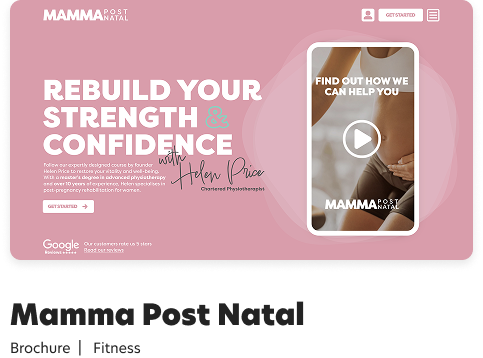 MAMMA POST NATAL
GET STARTED
REBUILD YOUR
STRENGTH &
CONFIDENCE
with Helen Price
Chartered Physiotherapist
Follow our expertly designed course by founder
Helen Price to restore your vitality and well-being.
With a master's degree in advanced physiotherapy
and over 10 years of experience, Helen specialises in
post-pregnancy rehabilitation for women.
GET STARTED
Google
Reviews
Our customers rate us 5 stars
Read our reviews
FIND OUT HOW WE
CAN HELP YOU
MAMMA POST NATAL
Mamma Post Natal
Brochure | Fitness